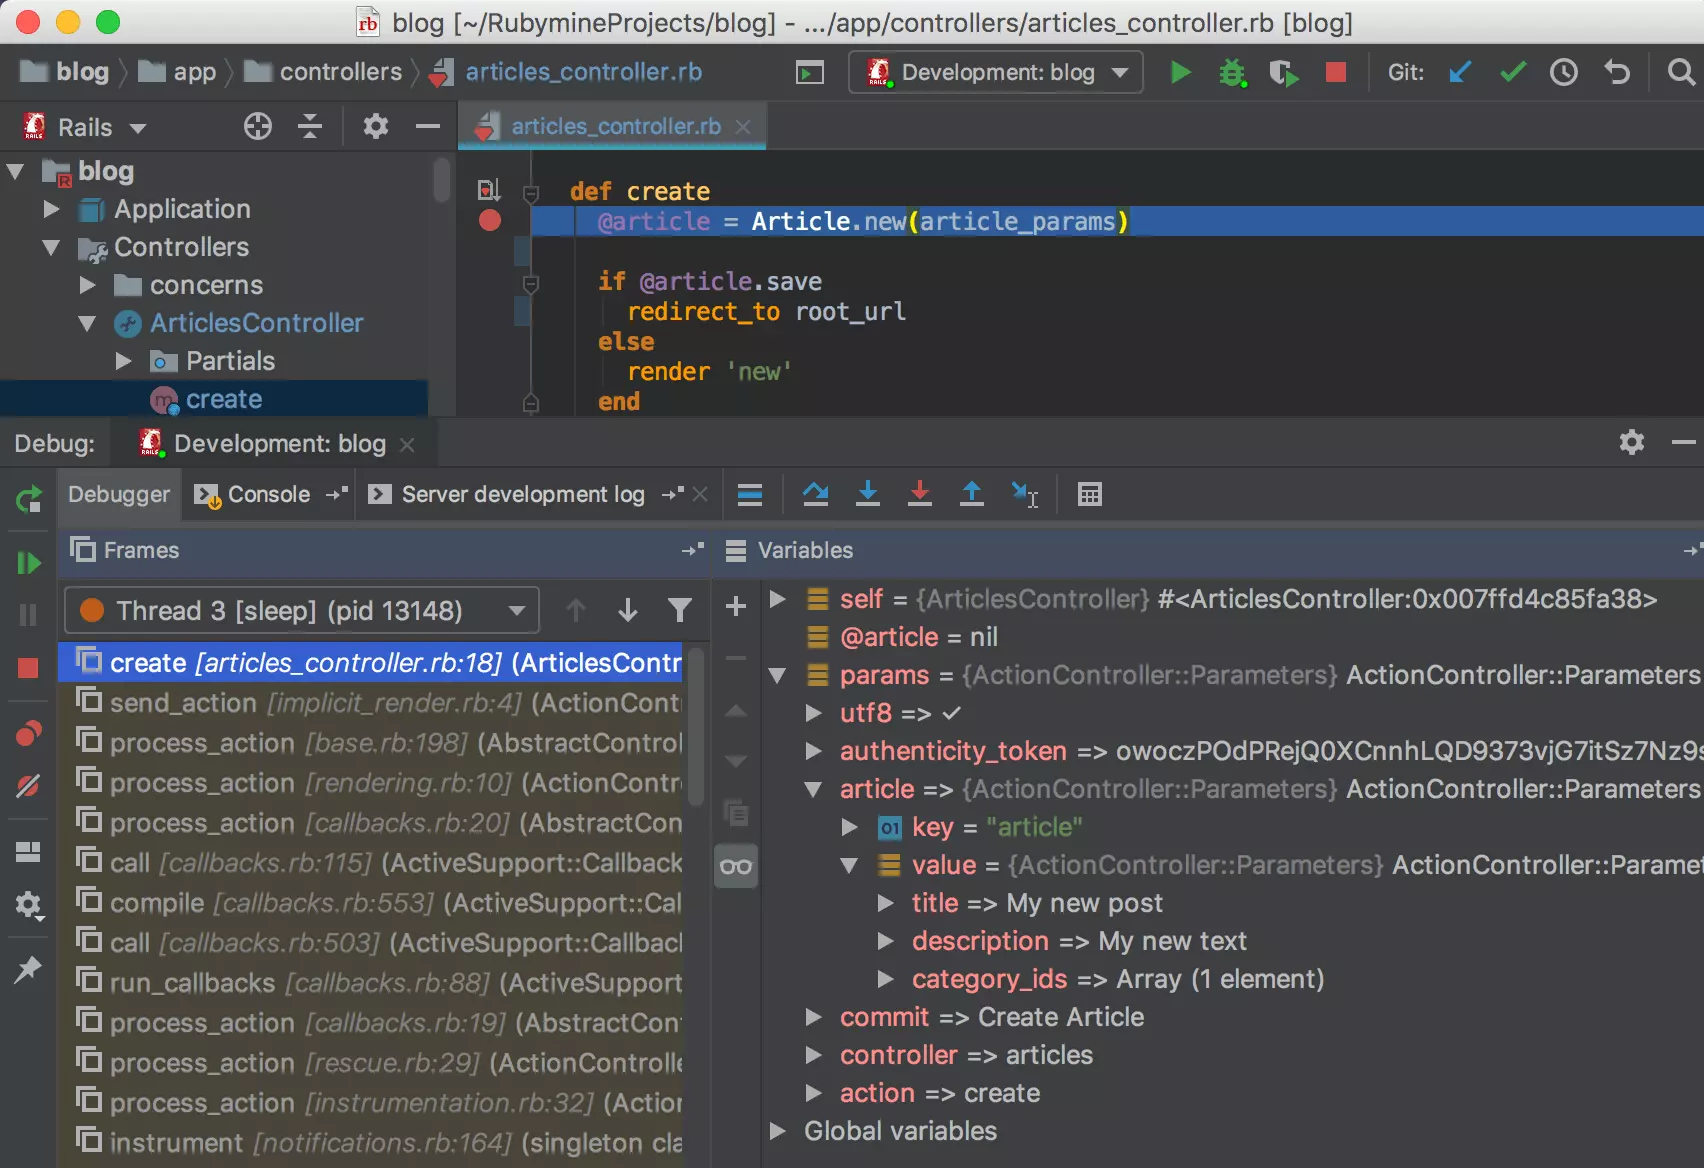 blog [~/RubymineProjects/blog] - .../app/controllers/articles_controller.rb [blog]
blog app controllers articles_controller.rb Development: blog Git:
Rails articles_controller.rb
blog
Application
Controllers
concerns
ArticlesController
Partials
create
def create
@article = Article.new(article_params)
if @article.save
redirect_to root_url
else
render 'new'
end
Debug: Development: blog
Debugger Console Server development log
Frames
Thread 3 [sleep] (pid 13148)
create [articles_controller.rb:18] (ArticlesContr
send_action [implicit_render.rb:4] (ActionCont
process_action [base.rb:198] (AbstractControl
process_action [rendering.rb:10] (ActionContr
process_action [callbacks.rb:20] (AbstractCon
call [callbacks.rb:115] (ActiveSupport::Callback
compile [callbacks.rb:553] (ActiveSupport::Cal
call [callbacks.rb:503] (ActiveSupport::Callbacl
run_callbacks [callbacks.rb:88] (ActiveSupport
process_action [callbacks.rb:19] (AbstractCon
process_action [rescue.rb:29] (ActionControlle
process_action [instrumentation.rb:32] (Action
instrument [notifications.rb:164] (singleton cla
Variables
self = {ArticlesController} #<ArticlesController:0x007ffd4c85fa38>
@article = nil
params = {ActionController::Parameters} ActionController::Parameters
utf8 => ✓
authenticity_token => owoczPOdPRejQ0XCnnhLQD9373vjG7itSz7Nz9s
article => {ActionController::Parameters} ActionController::Parameters
01 key = "article"
value = {ActionController::Parameters} ActionController::Paramet
title => My new post
description => My new text
category_ids => Array (1 element)
commit => Create Article
controller => articles
action => create
Global variables